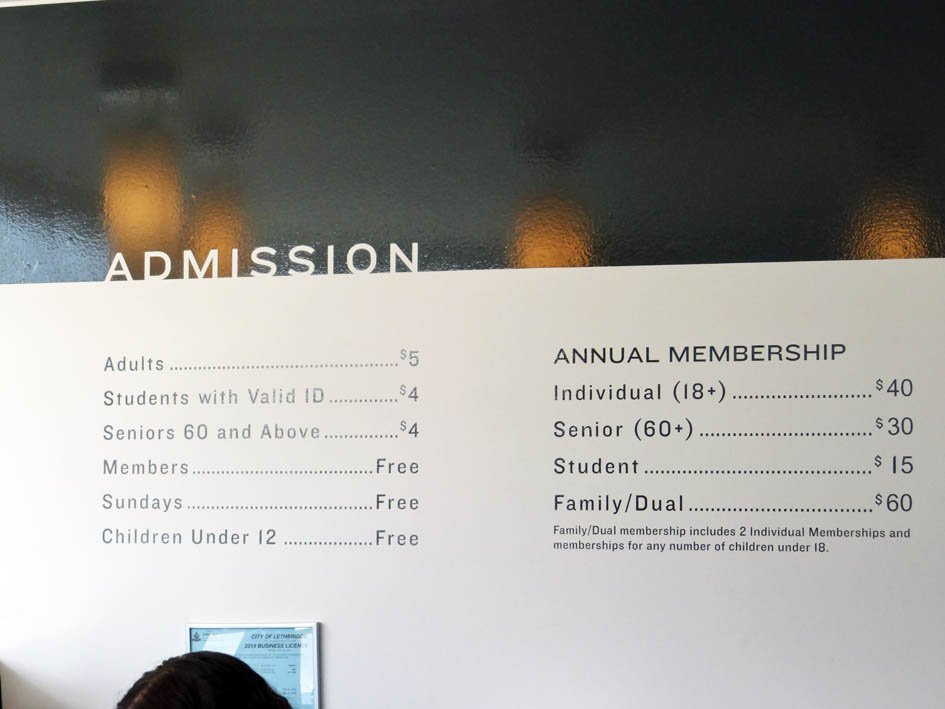 ADMISSION
Adults ........................................ $5
Students with Valid ID .............. $4
Seniors 60 and Above ............... $4
Members ................................ Free
Sundays ................................. Free
Children Under 12 .................. Free
ANNUAL MEMBERSHIP
Individual (18+) ........................ $40
Senior (60+) .............................. $30
Student ...................................... $ 15
Family/Dual ............................... $60
Family/Dual membership includes 2 Individual Memberships and
memberships for any number of children under 18.
CITY OF LETHBRIDGE
2019 BUSINESS LICENCE